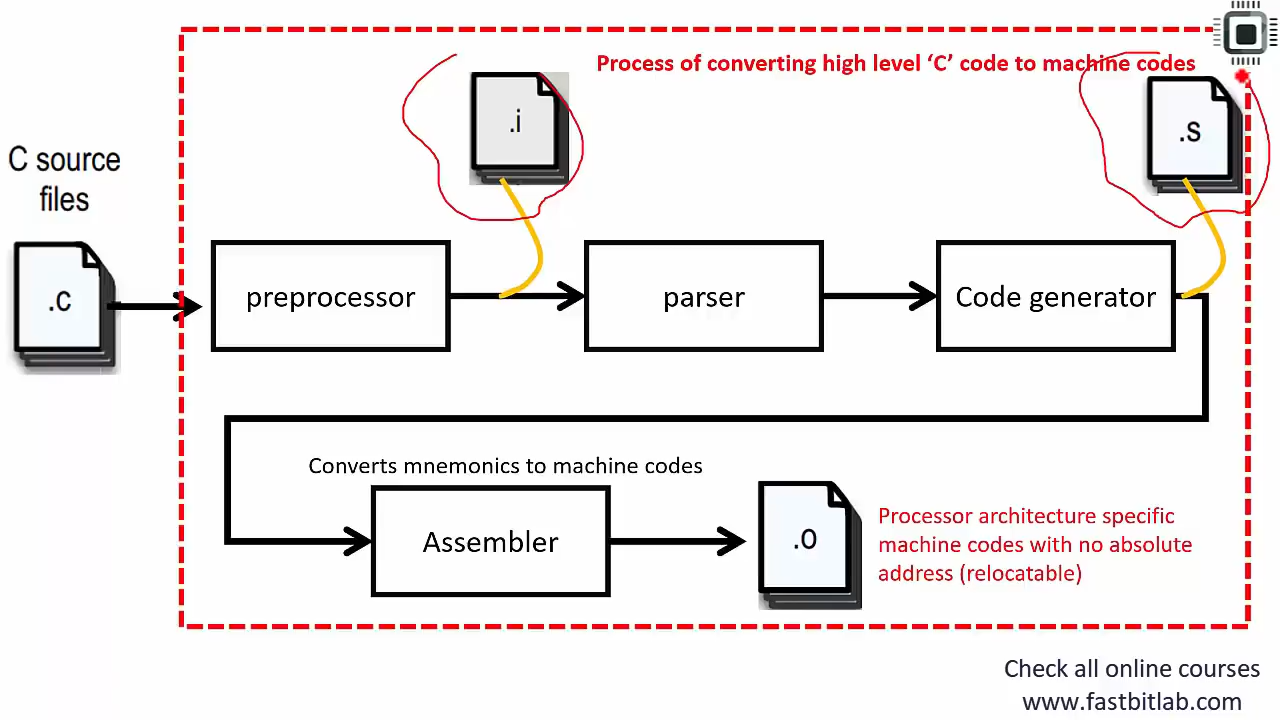 Process of converting high level ‘C’ code to machine codes
.i
.s
C source
files
.c
preprocessor
parser
Code generator
Converts mnemonics to machine codes
Assembler
.o
Processor architecture specific
machine codes with no absolute
address (relocatable)
Check all online courses
www.fastbitlab.com